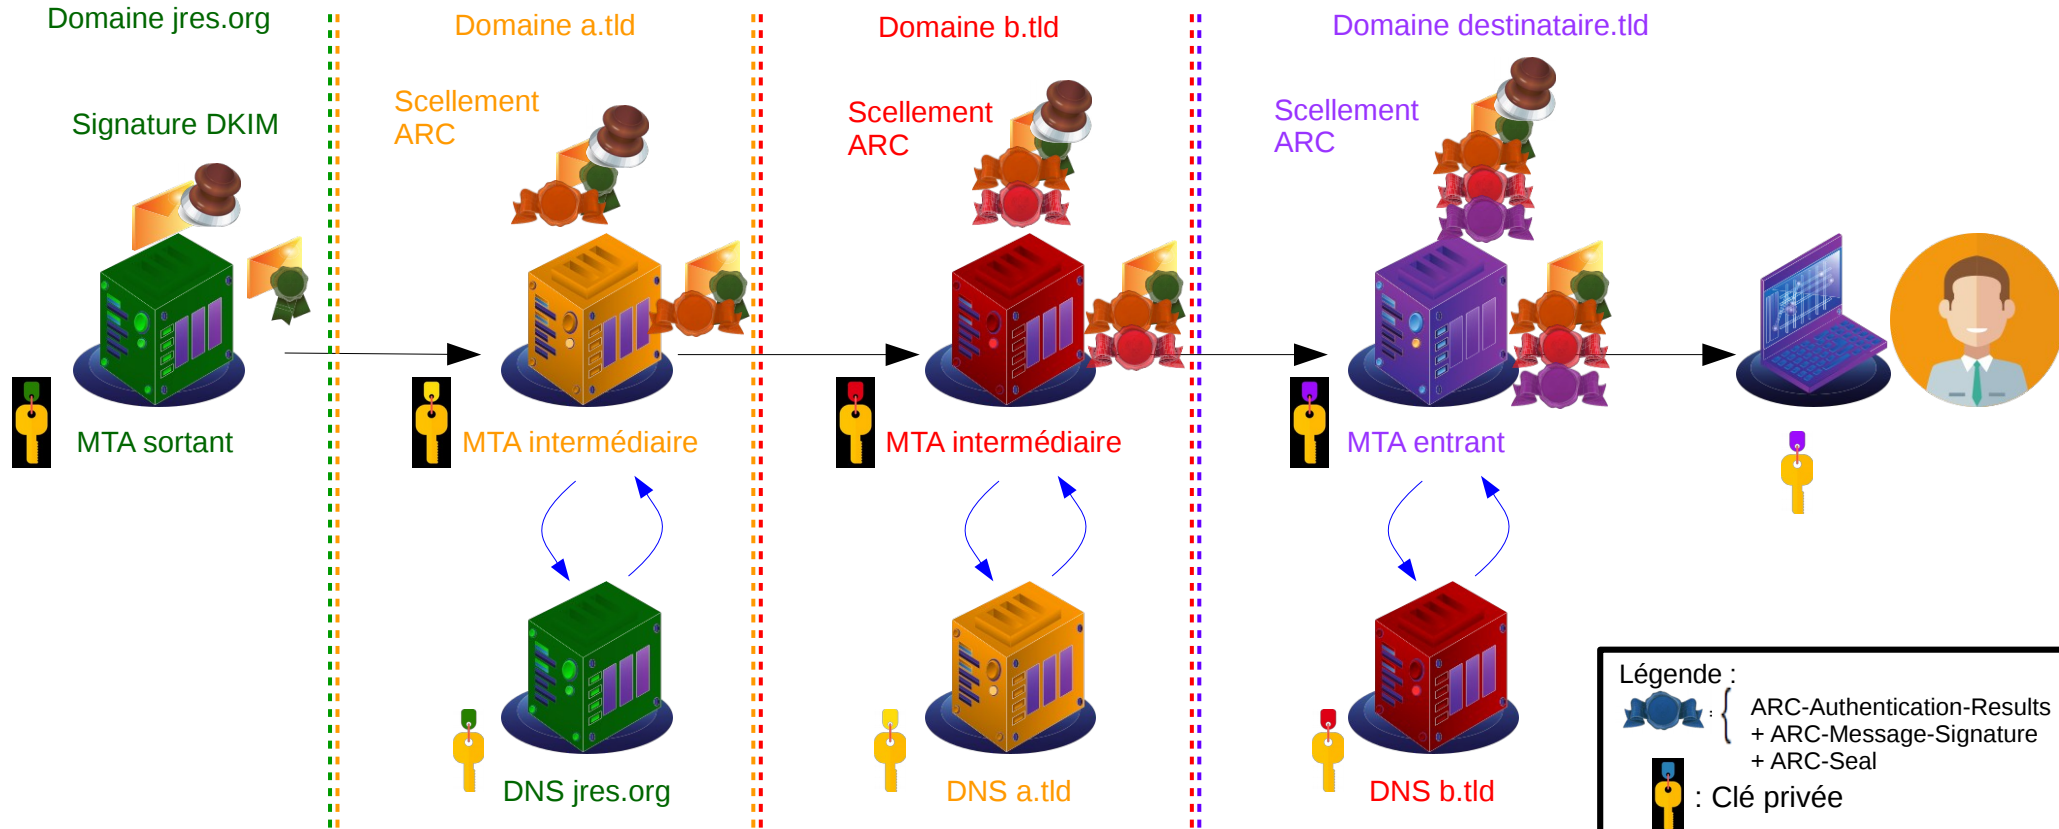 Domaine jres.org
Domaine a.tld
Domaine b.tld
Domaine destinataire.tld
Signature DKIM
Scellement
ARC
Scellement
ARC
Scellement
ARC
MTA sortant
MTA intermédiaire
MTA intermédiaire
MTA entrant
DNS jres.org
DNS a.tld
DNS b.tld
Légende :
: { ARC-Authentication-Results
+ ARC-Message-Signature
+ ARC-Seal
: Clé privée